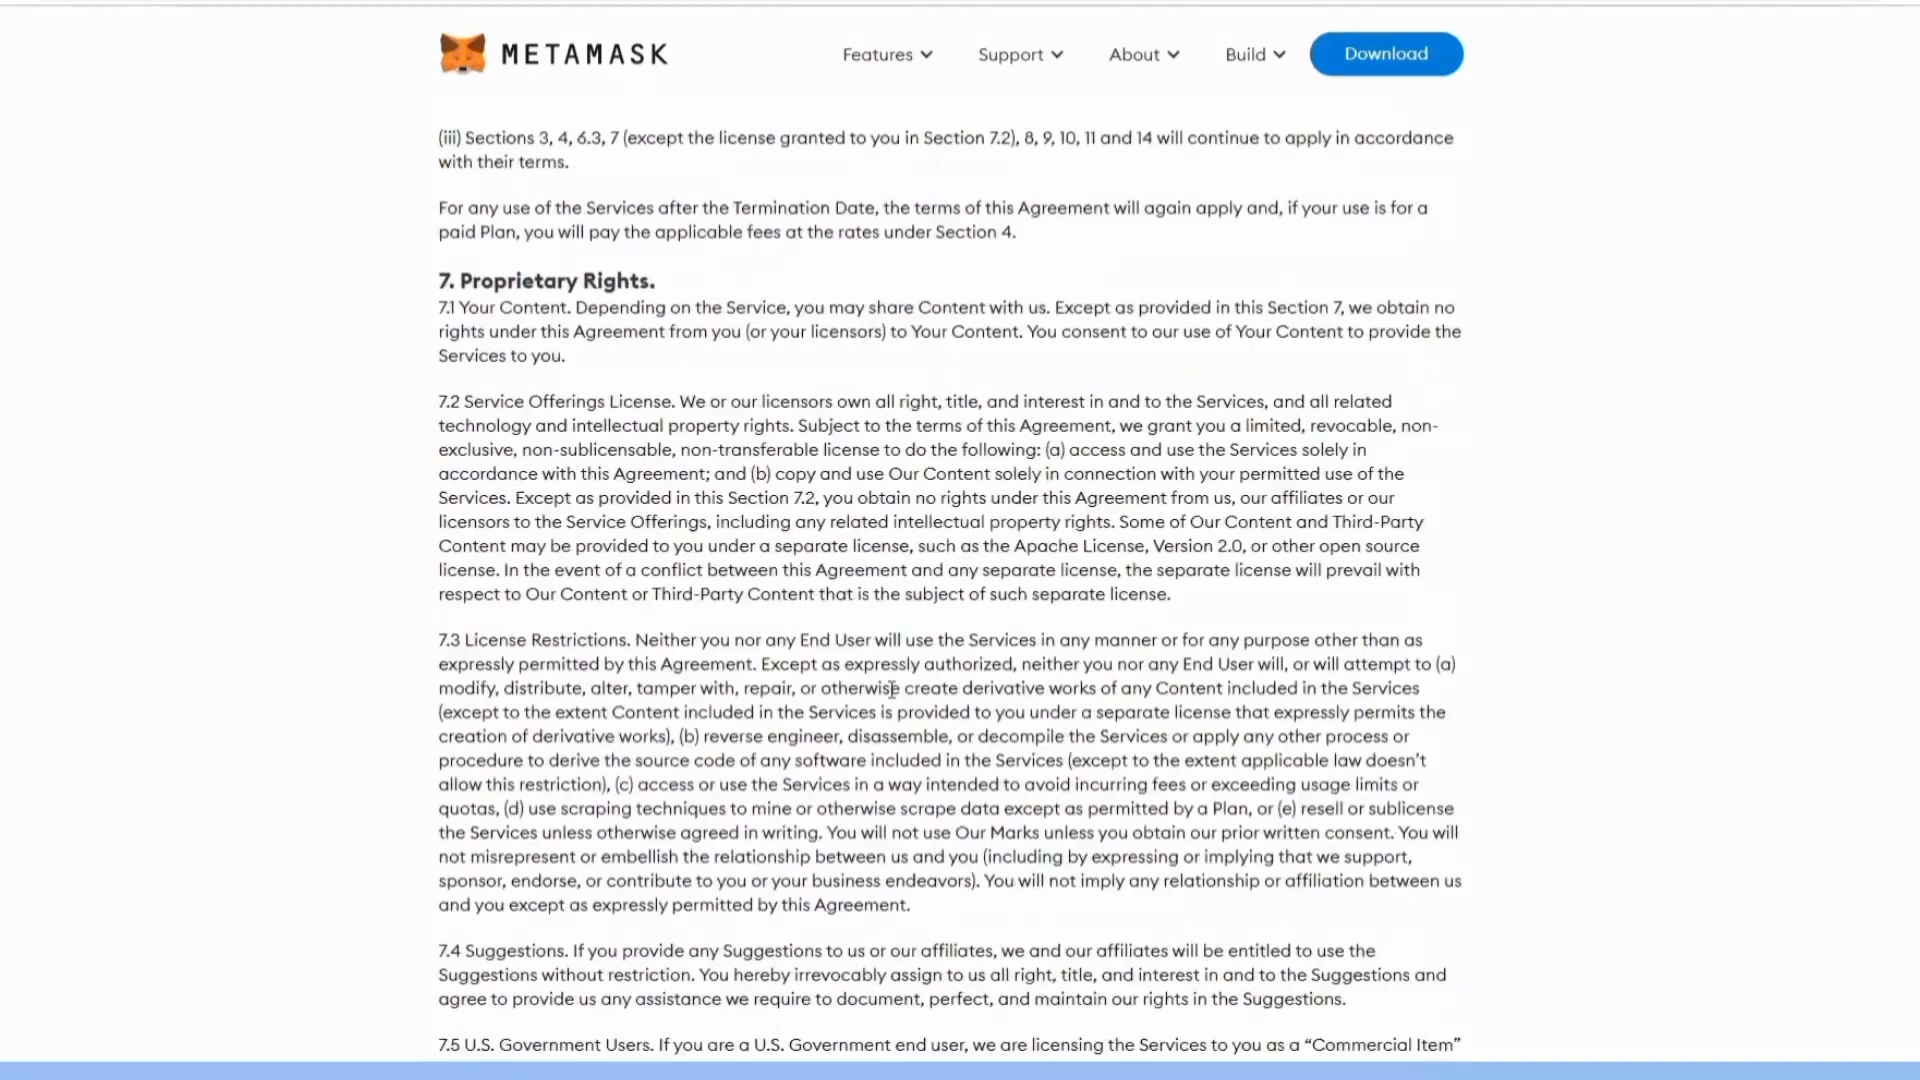 METAMASK
Features
Support
About
Build
Download
(iii) Sections 3, 4, 6.3, 7 (except the license granted to you in Section 7.2), 8, 9, 10, 11 and 14 will continue to apply in accordance
with their terms.
For any use of the Services after the Termination Date, the terms of this Agreement will again apply and, if your use is for a
paid Plan, you will pay the applicable fees at the rates under Section 4.
7. Proprietary Rights.
7.1 Your Content. Depending on the Service, you may share Content with us. Except as provided in this Section 7, we obtain no
rights under this Agreement from you (or your licensors) to Your Content. You consent to our use of Your Content to provide the
Services to you.
7.2 Service Offerings License. We or our licensors own all right, title, and interest in and to the Services, and all related
technology and intellectual property rights. Subject to the terms of this Agreement, we grant you a limited, revocable, non-
exclusive, non-sublicensable, non-transferable license to do the following: (a) access and use the Services solely in
accordance with this Agreement; and (b) copy and use Our Content solely in connection with your permitted use of the
Services. Except as provided in this Section 7.2, you obtain no rights under this Agreement from us, our affiliates or our
licensors to the Service Offerings, including any related intellectual property rights. Some of Our Content and Third-Party
Content may be provided to you under a separate license, such as the Apache License, Version 2.0, or other open source
license. In the event of a conflict between this Agreement and any separate license, the separate license will prevail with
respect to Our Content or Third-Party Content that is the subject of such separate license.
7.3 License Restrictions. Neither you nor any End User will use the Services in any manner or for any purpose other than as
expressly permitted by this Agreement. Except as expressly authorized, neither you nor any End User will, or will attempt to (a)
modify, distribute, alter, tamper with, repair, or otherwise create derivative works of any Content included in the Services
(except to the extent Content included in the Services is provided to you under a separate license that expressly permits the
creation of derivative works), (b) reverse engineer, disassemble, or decompile the Services or apply any other process or
procedure to derive the source code of any software included in the Services (except to the extent applicable law doesn't
allow this restriction), (c) access or use the Services in a way intended to avoid incurring fees or exceeding usage limits or
quotas, (d) use scraping techniques to mine or otherwise scrape data except as permitted by a Plan, or (e) resell or sublicense
the Services unless otherwise agreed in writing. You will not use Our Marks unless you obtain our prior written consent. You will
not misrepresent or embellish the relationship between us and you (including by expressing or implying that we support,
sponsor, endorse, or contribute to you or your business endeavors). You will not imply any relationship or affiliation between us
and you except as expressly permitted by this Agreement.
7.4 Suggestions. If you provide any Suggestions to us or our affiliates, we and our affiliates will be entitled to use the
Suggestions without restriction. You hereby irrevocably assign to us all right, title, and interest in and to the Suggestions and
agree to provide us any assistance we require to document, perfect, and maintain our rights in the Suggestions.
7.5 U.S. Government Users. If you are a U.S. Government end user, we are licensing the Services to you as a “Commercial Item”